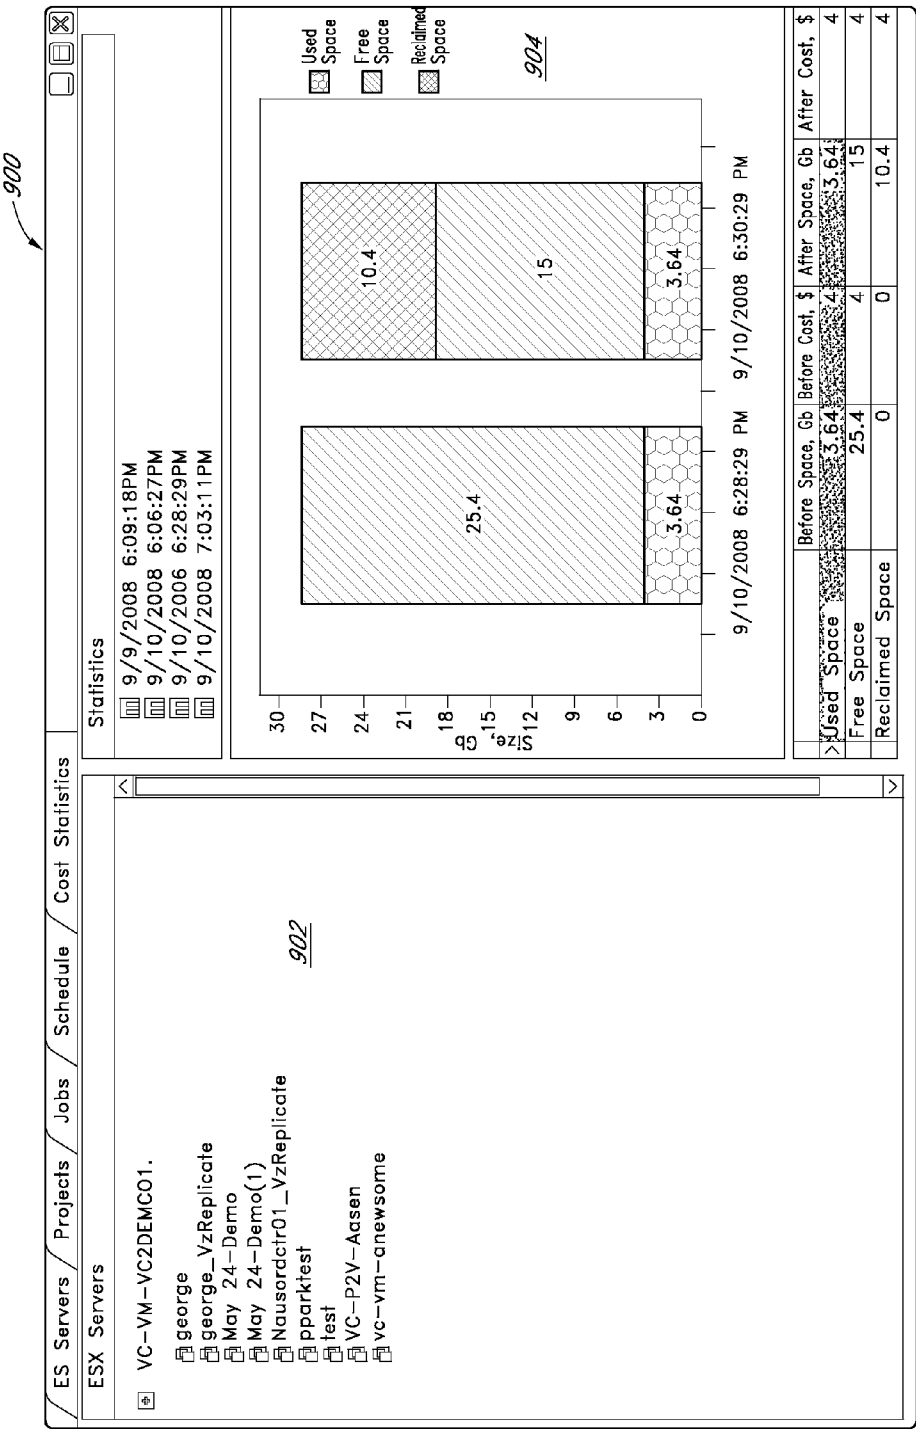 900
ES Servers Projects Jobs Schedule Cost Statistics
ESX Servers
VC-VM-VC2DEMC01.
george
george_VzReplicate
May 24-Demo
May 24-Demo(1)
Nausordctr01_VzReplicate
pparktest
test
VC-P2V-Aasen
vc-vm-anewsome
902
Statistics
9/9/2008 6:09:18PM
9/10/2008 6:06:27PM
9/10/2006 6:28:29PM
9/10/2008 7:03:11PM
Size, Gb
30
27
24
21
18
15
12
9
6
3
0
25.4
3.64
10.4
15
3.64
9/10/2008 6:28:29 PM 9/10/2008 6:30:29 PM
Used Space
Free Space
Reclaimed Space
904
Before Space, Gb Before Cost, $ After Space, Gb After Cost, $
>Used Space 3.64 4 3.64 4
Free Space 25.4 4 15 4
Reclaimed Space 0 0 10.4 4